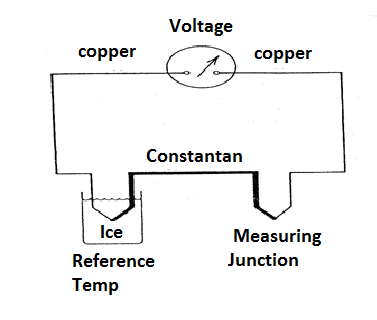 Voltage
copper
copper
Constantan
Ice
Reference
Temp
Measuring
Junction